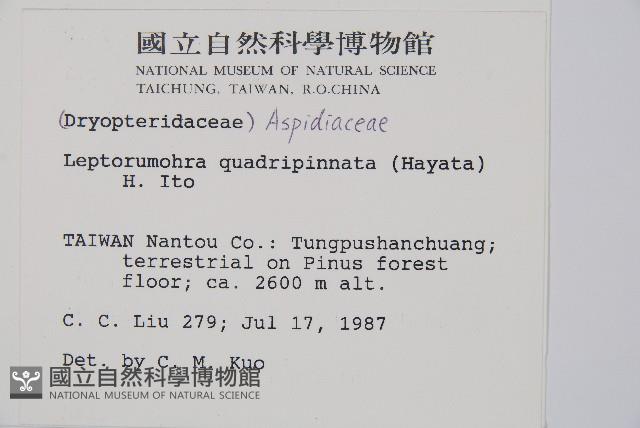 國立自然科學博物館
NATIONAL MUSEUM OF NATURAL SCIENCE
TAICHUNG, TAIWAN, R.O.CHINA
(Dryopteridaceae) Aspidiaceae
Leptorumohra quadripinnata (Hayata)
H. Ito
TAIWAN Nantou Co.: Tungpushanchuang;
terrestrial on Pinus forest
floor; ca. 2600 m alt.
C. C. Liu 279; Jul 17, 1987
Det. by C. M. Kuo
國立自然科學博物館
NATIONAL MUSEUM OF NATURAL SCIENCE